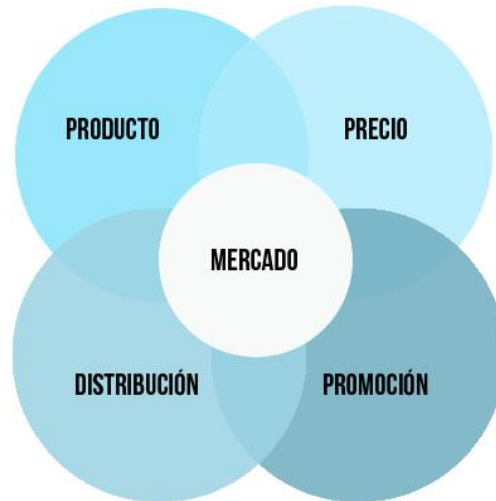 PRODUCTO
PRECIO
MERCADO
DISTRIBUCIÓN
PROMOCIÓN